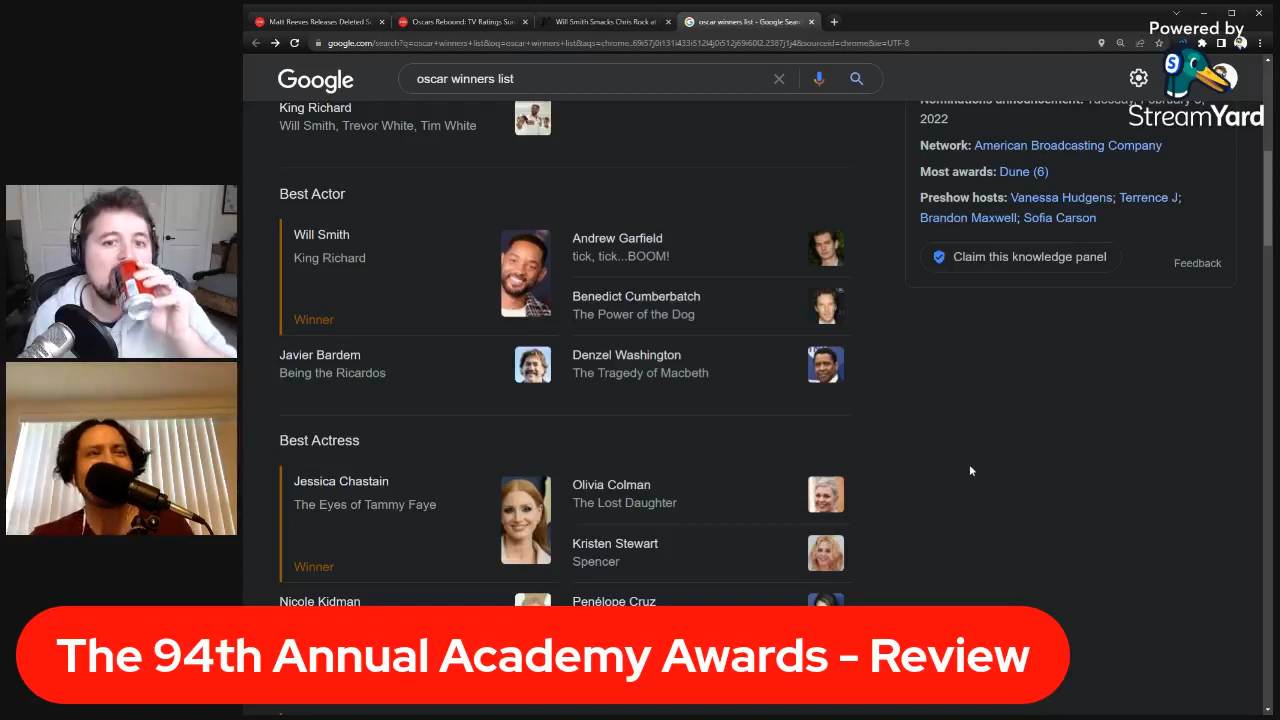 Matt Reeves Releases Deleted S
Oscars Rebound: TV Ratings Sur
Will Smith Smacks Chris Rock at
oscar winners list - Google Sear
Powered by
StreamYard
Google
oscar winners list
King Richard
Will Smith, Trevor White, Tim White
2022
Network: American Broadcasting Company
Most awards: Dune (6)
Preshow hosts: Vanessa Hudgens; Terrence J;
Brandon Maxwell; Sofia Carson
Claim this knowledge panel
Feedback
Best Actor
Will Smith
King Richard
Winner
Andrew Garfield
tick, tick...BOOM!
Benedict Cumberbatch
The Power of the Dog
Javier Bardem
Being the Ricardos
Denzel Washington
The Tragedy of Macbeth
Best Actress
Jessica Chastain
The Eyes of Tammy Faye
Winner
Olivia Colman
The Lost Daughter
Kristen Stewart
Spencer
Nicole Kidman
Penélope Cruz
The 94th Annual Academy Awards - Review